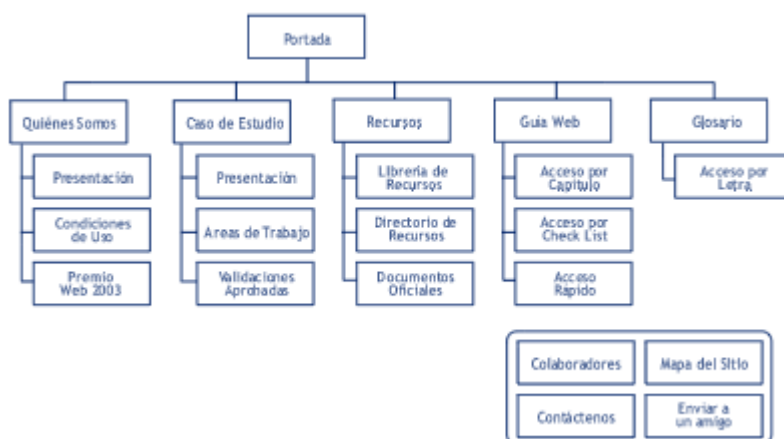 Portada
Quiénes Somos
Caso de Estudio
Recursos
Guía Web
Glosario
Presentación
Presentación
Librería de
Recursos
Acceso por
Capítulo
Acceso por
Letra
Condiciones
de Uso
Areas de Trabajo
Directorio de
Recursos
Acceso por
Check List
Premio
Web 2003
Validaciones
Aprobadas
Documentos
Oficiales
Acceso
Rápido
Colaboradores
Mapa del Sitio
Contáctenos
Enviar a
un amigo